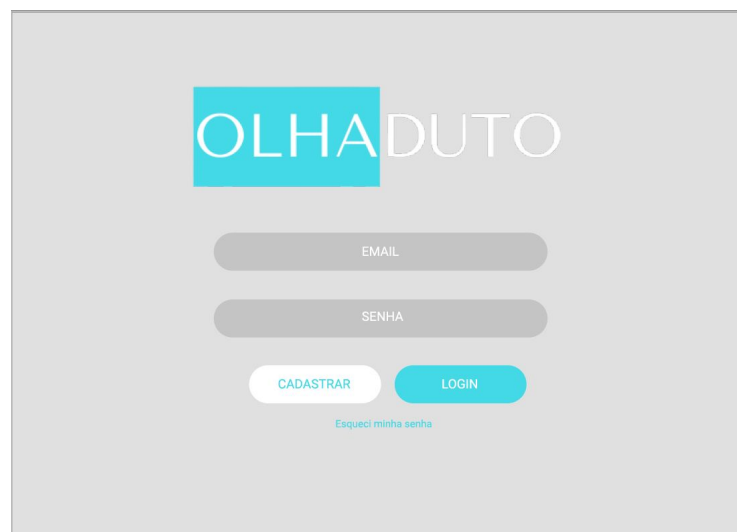 OLHADUTO
EMAIL
SENHA
CADASTRAR LOGIN
Esqueci minha senha